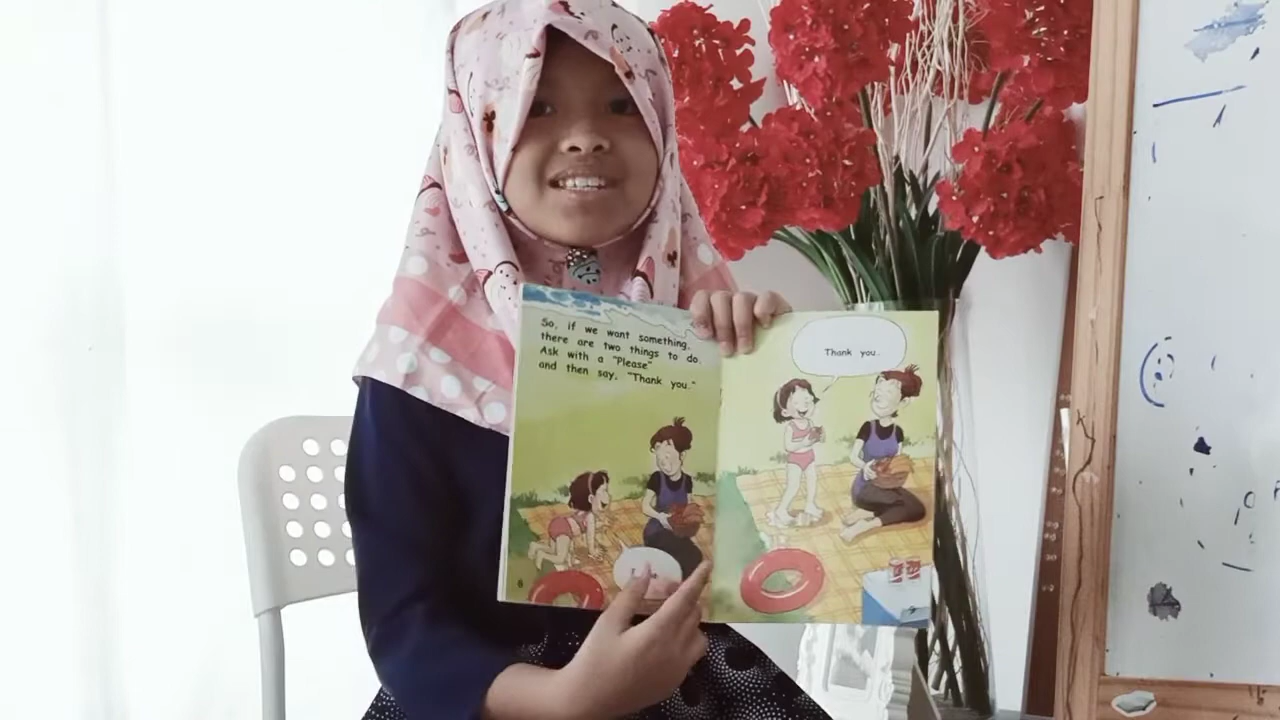 So, if we want something,
there are two things to do.
Ask with a "Please"
and then say, "Thank you."
Thank you.